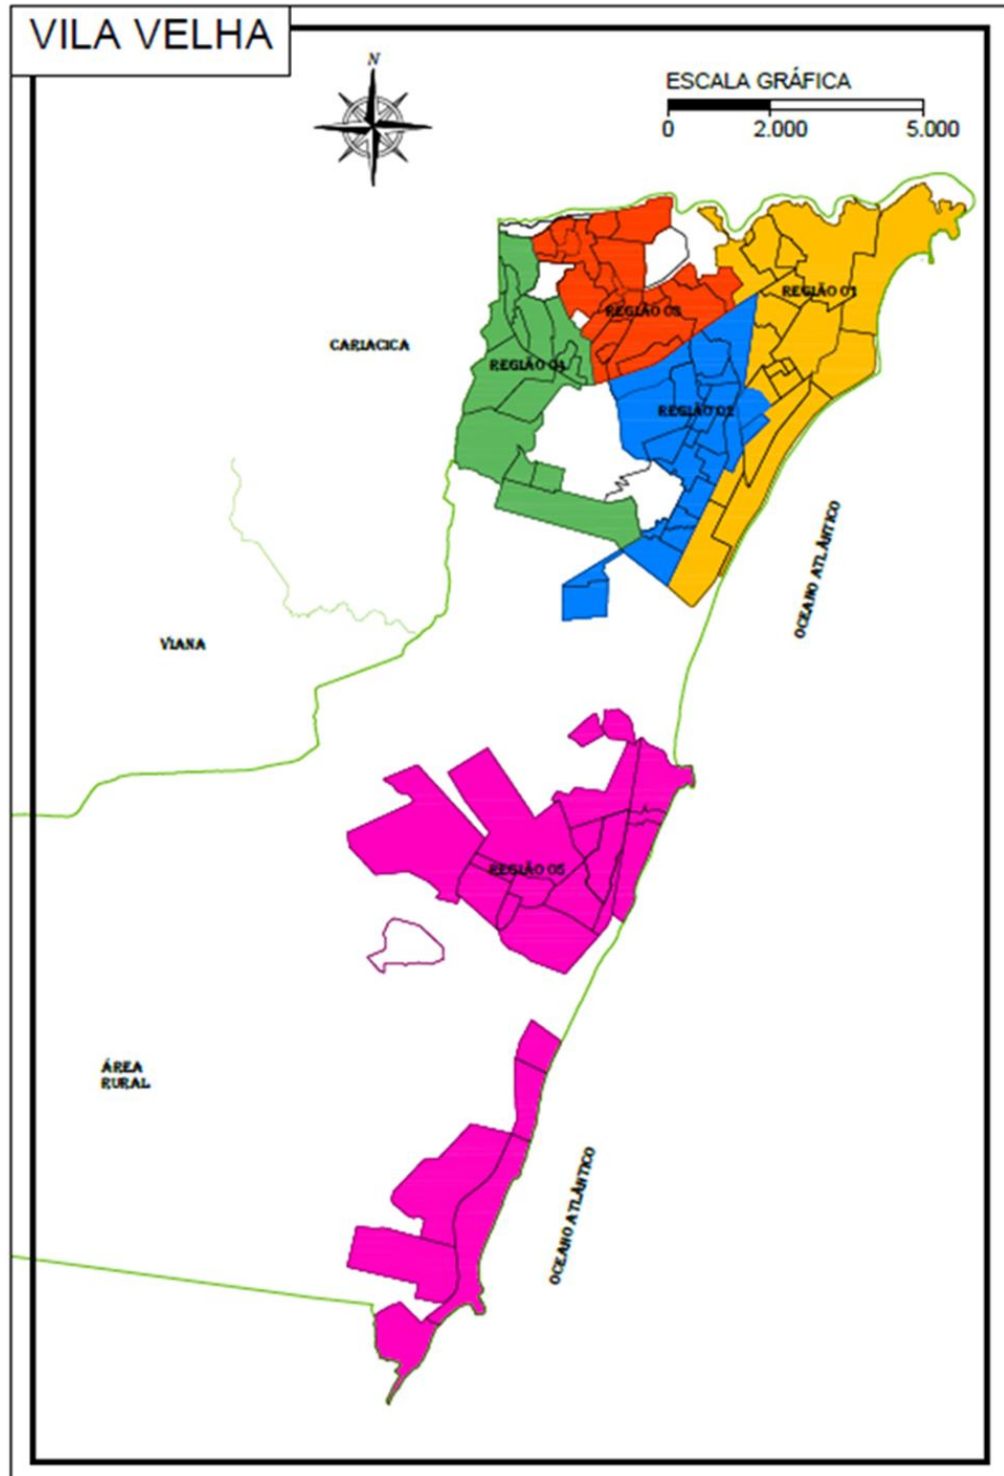 VILA VELHA
N
ESCALA GRÁFICA
0 2.000 5.000
REGIÃO 01
REGIÃO 03
CARIACICA
REGIÃO 04
REGIÃO 02
OCEANO ATLÂNTICO
VIANA
REGIÃO 05
ÁREA
RURAL
OCEANO ATLÂNTICO